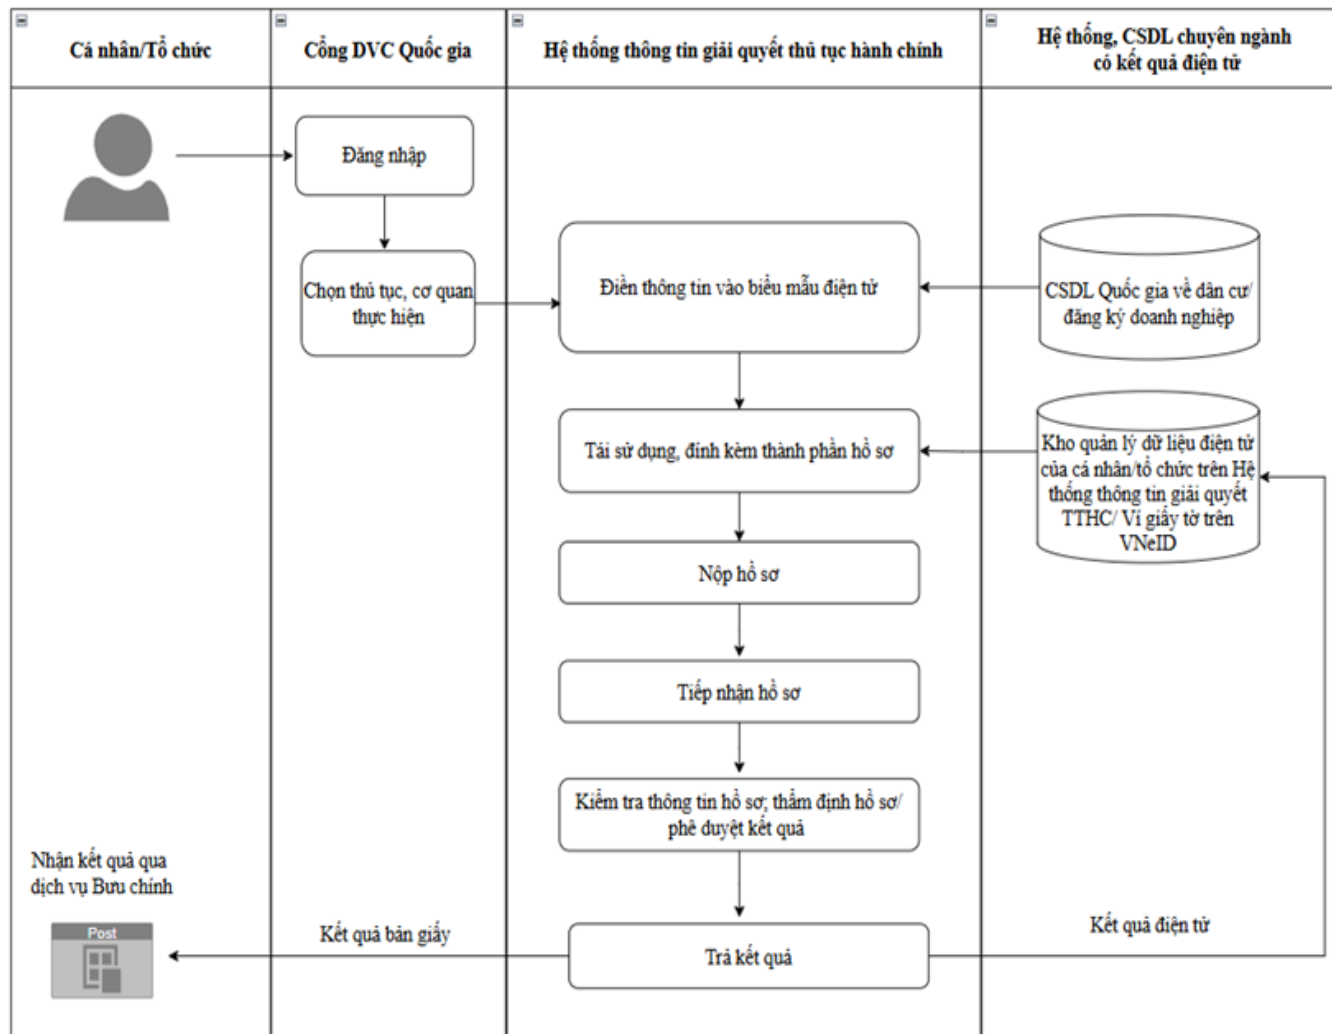 Cá nhân/Tổ chức
Cổng DVC Quốc gia
Hệ thống thông tin giải quyết thủ tục hành chính
Hệ thống, CSDL chuyên ngành
có kết quả điện tử
Đăng nhập
Chọn thủ tục, cơ quan
thực hiện
Điền thông tin vào biểu mẫu điện tử
CSDL Quốc gia về dân cư/
đăng ký doanh nghiệp
Tái sử dụng, đính kèm thành phần hồ sơ
Kho quản lý dữ liệu điện tử
của cá nhân/tổ chức trên Hệ
thống thông tin giải quyết
TTHC/ Ví giấy tờ trên
VNeID
Nộp hồ sơ
Tiếp nhận hồ sơ
Kiểm tra thông tin hồ sơ; thẩm định hồ sơ/
phê duyệt kết quả
Nhận kết quả qua
dịch vụ Bưu chính
Post
Kết quả bản giấy
Trả kết quả
Kết quả điện tử